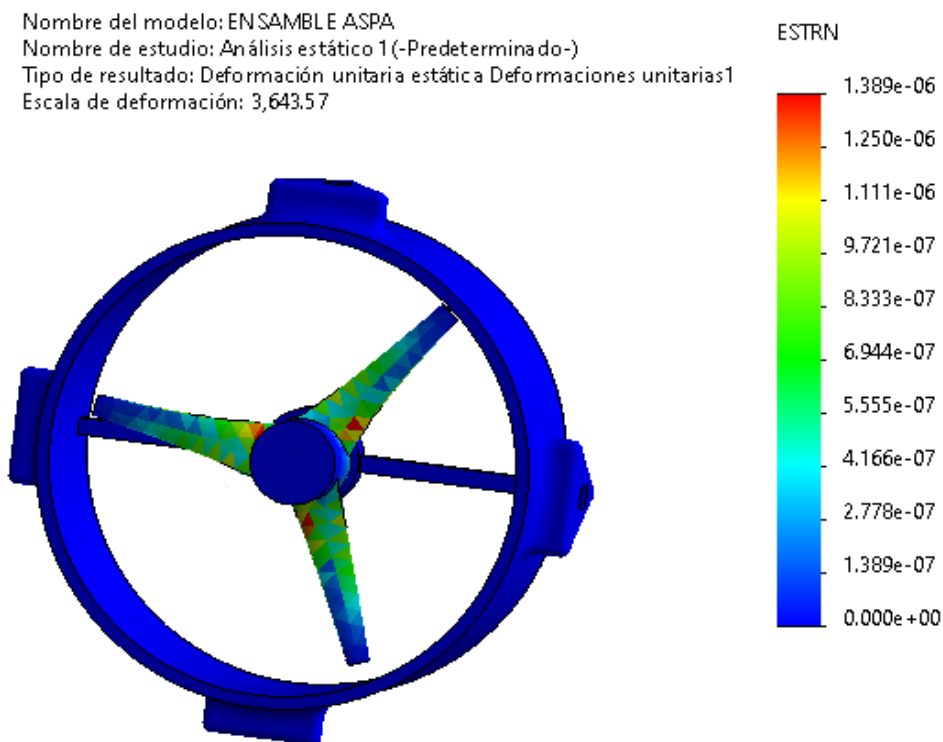 Nombre del modelo: ENSAMBLE ASPA
Nombre de estudio: Análisis estático 1(-Predeterminado-)
Tipo de resultado: Deformación unitaria estática Deformaciones unitarias1
Escala de deformación: 3,643.57
ESTRN
1.389e-06
1.250e-06
1.111e-06
9.721e-07
8.333e-07
6.944e-07
5.555e-07
4.166e-07
2.778e-07
1.389e-07
0.000e+00